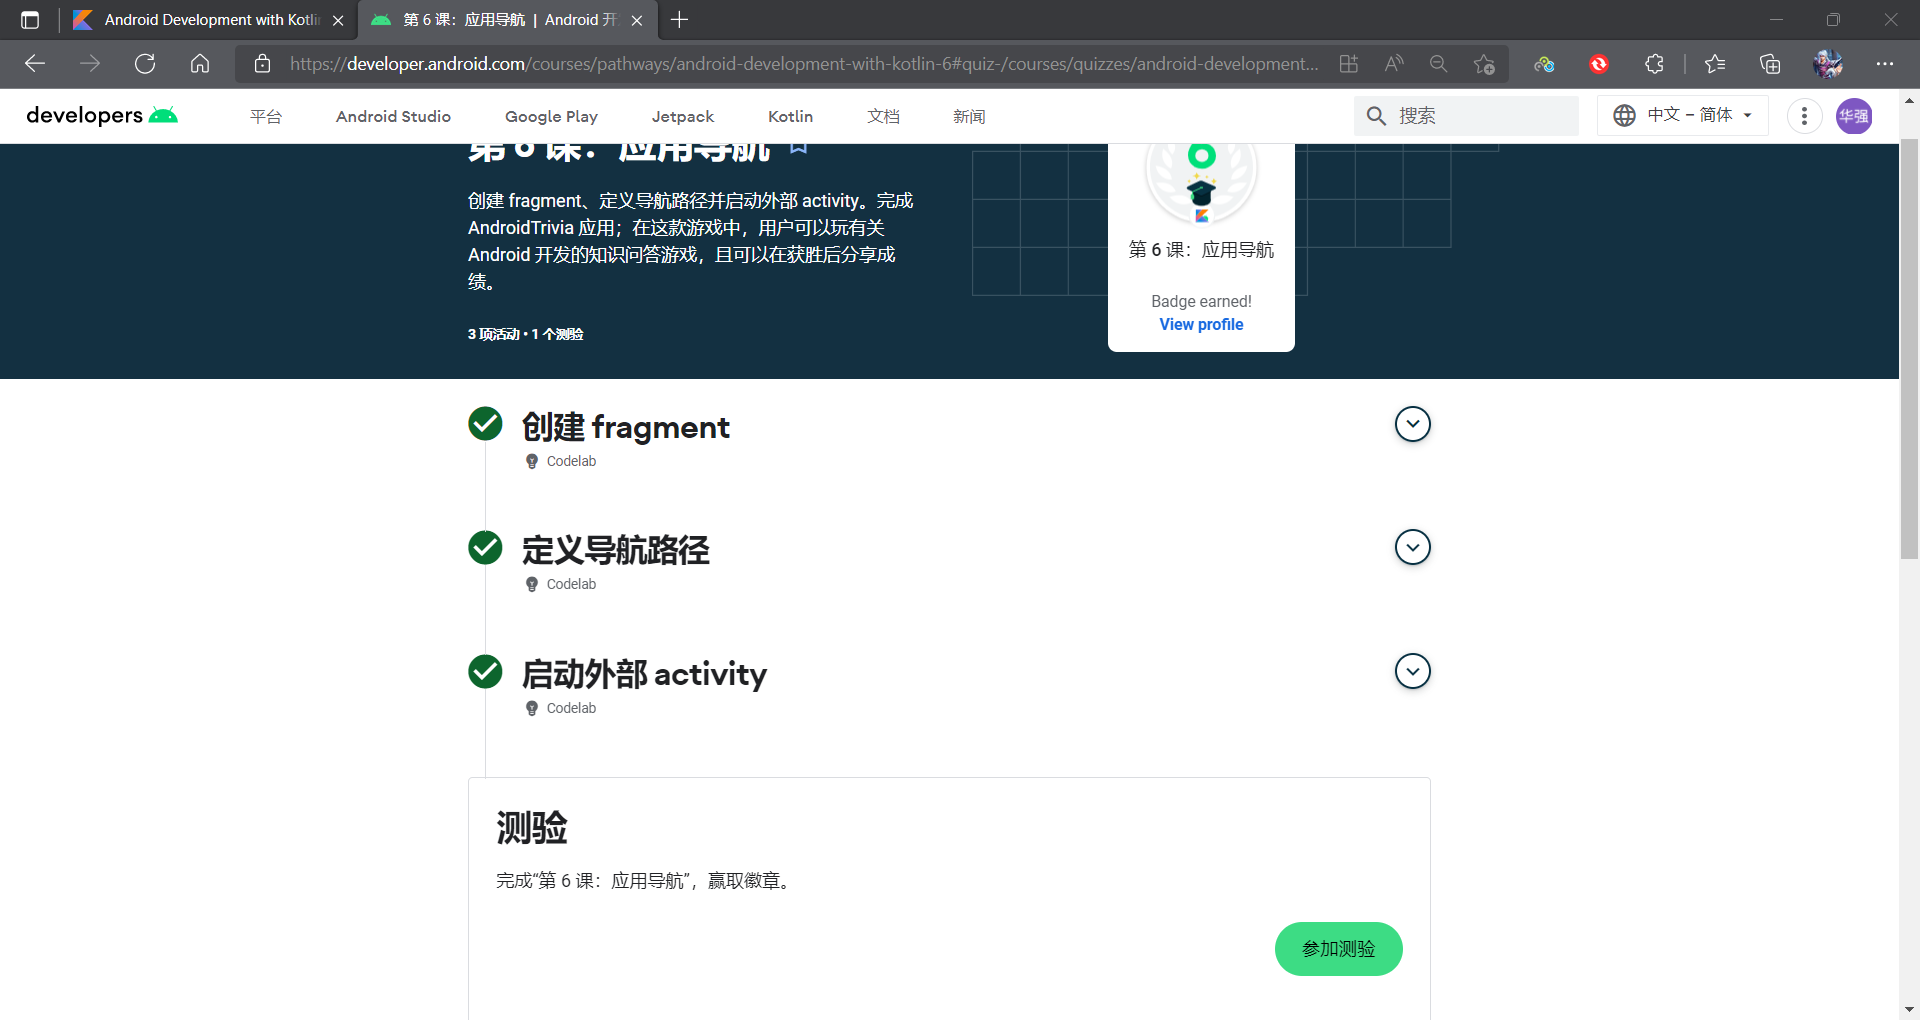 Android Development with Kotli
第 6 课：应用导航 | Android 开
https://developer.android.com/courses/pathways/android-development-with-kotlin-6#quiz-/courses/quizzes/android-development...
developers
平台
Android Studio
Google Play
Jetpack
Kotlin
文档
新闻
搜索
中文 – 简体
华强
第 6 课：应用导航
创建 fragment、定义导航路径并启动外部 activity。完成
AndroidTrivia 应用；在这款游戏中，用户可以玩有关
Android 开发的知识问答游戏，且可以在获胜后分享成
绩。
3 项活动 • 1 个测验
第 6 课：应用导航
Badge earned!
View profile
创建 fragment
Codelab
定义导航路径
Codelab
启动外部 activity
Codelab
测验
完成“第 6 课：应用导航”，赢取徽章。
参加测验